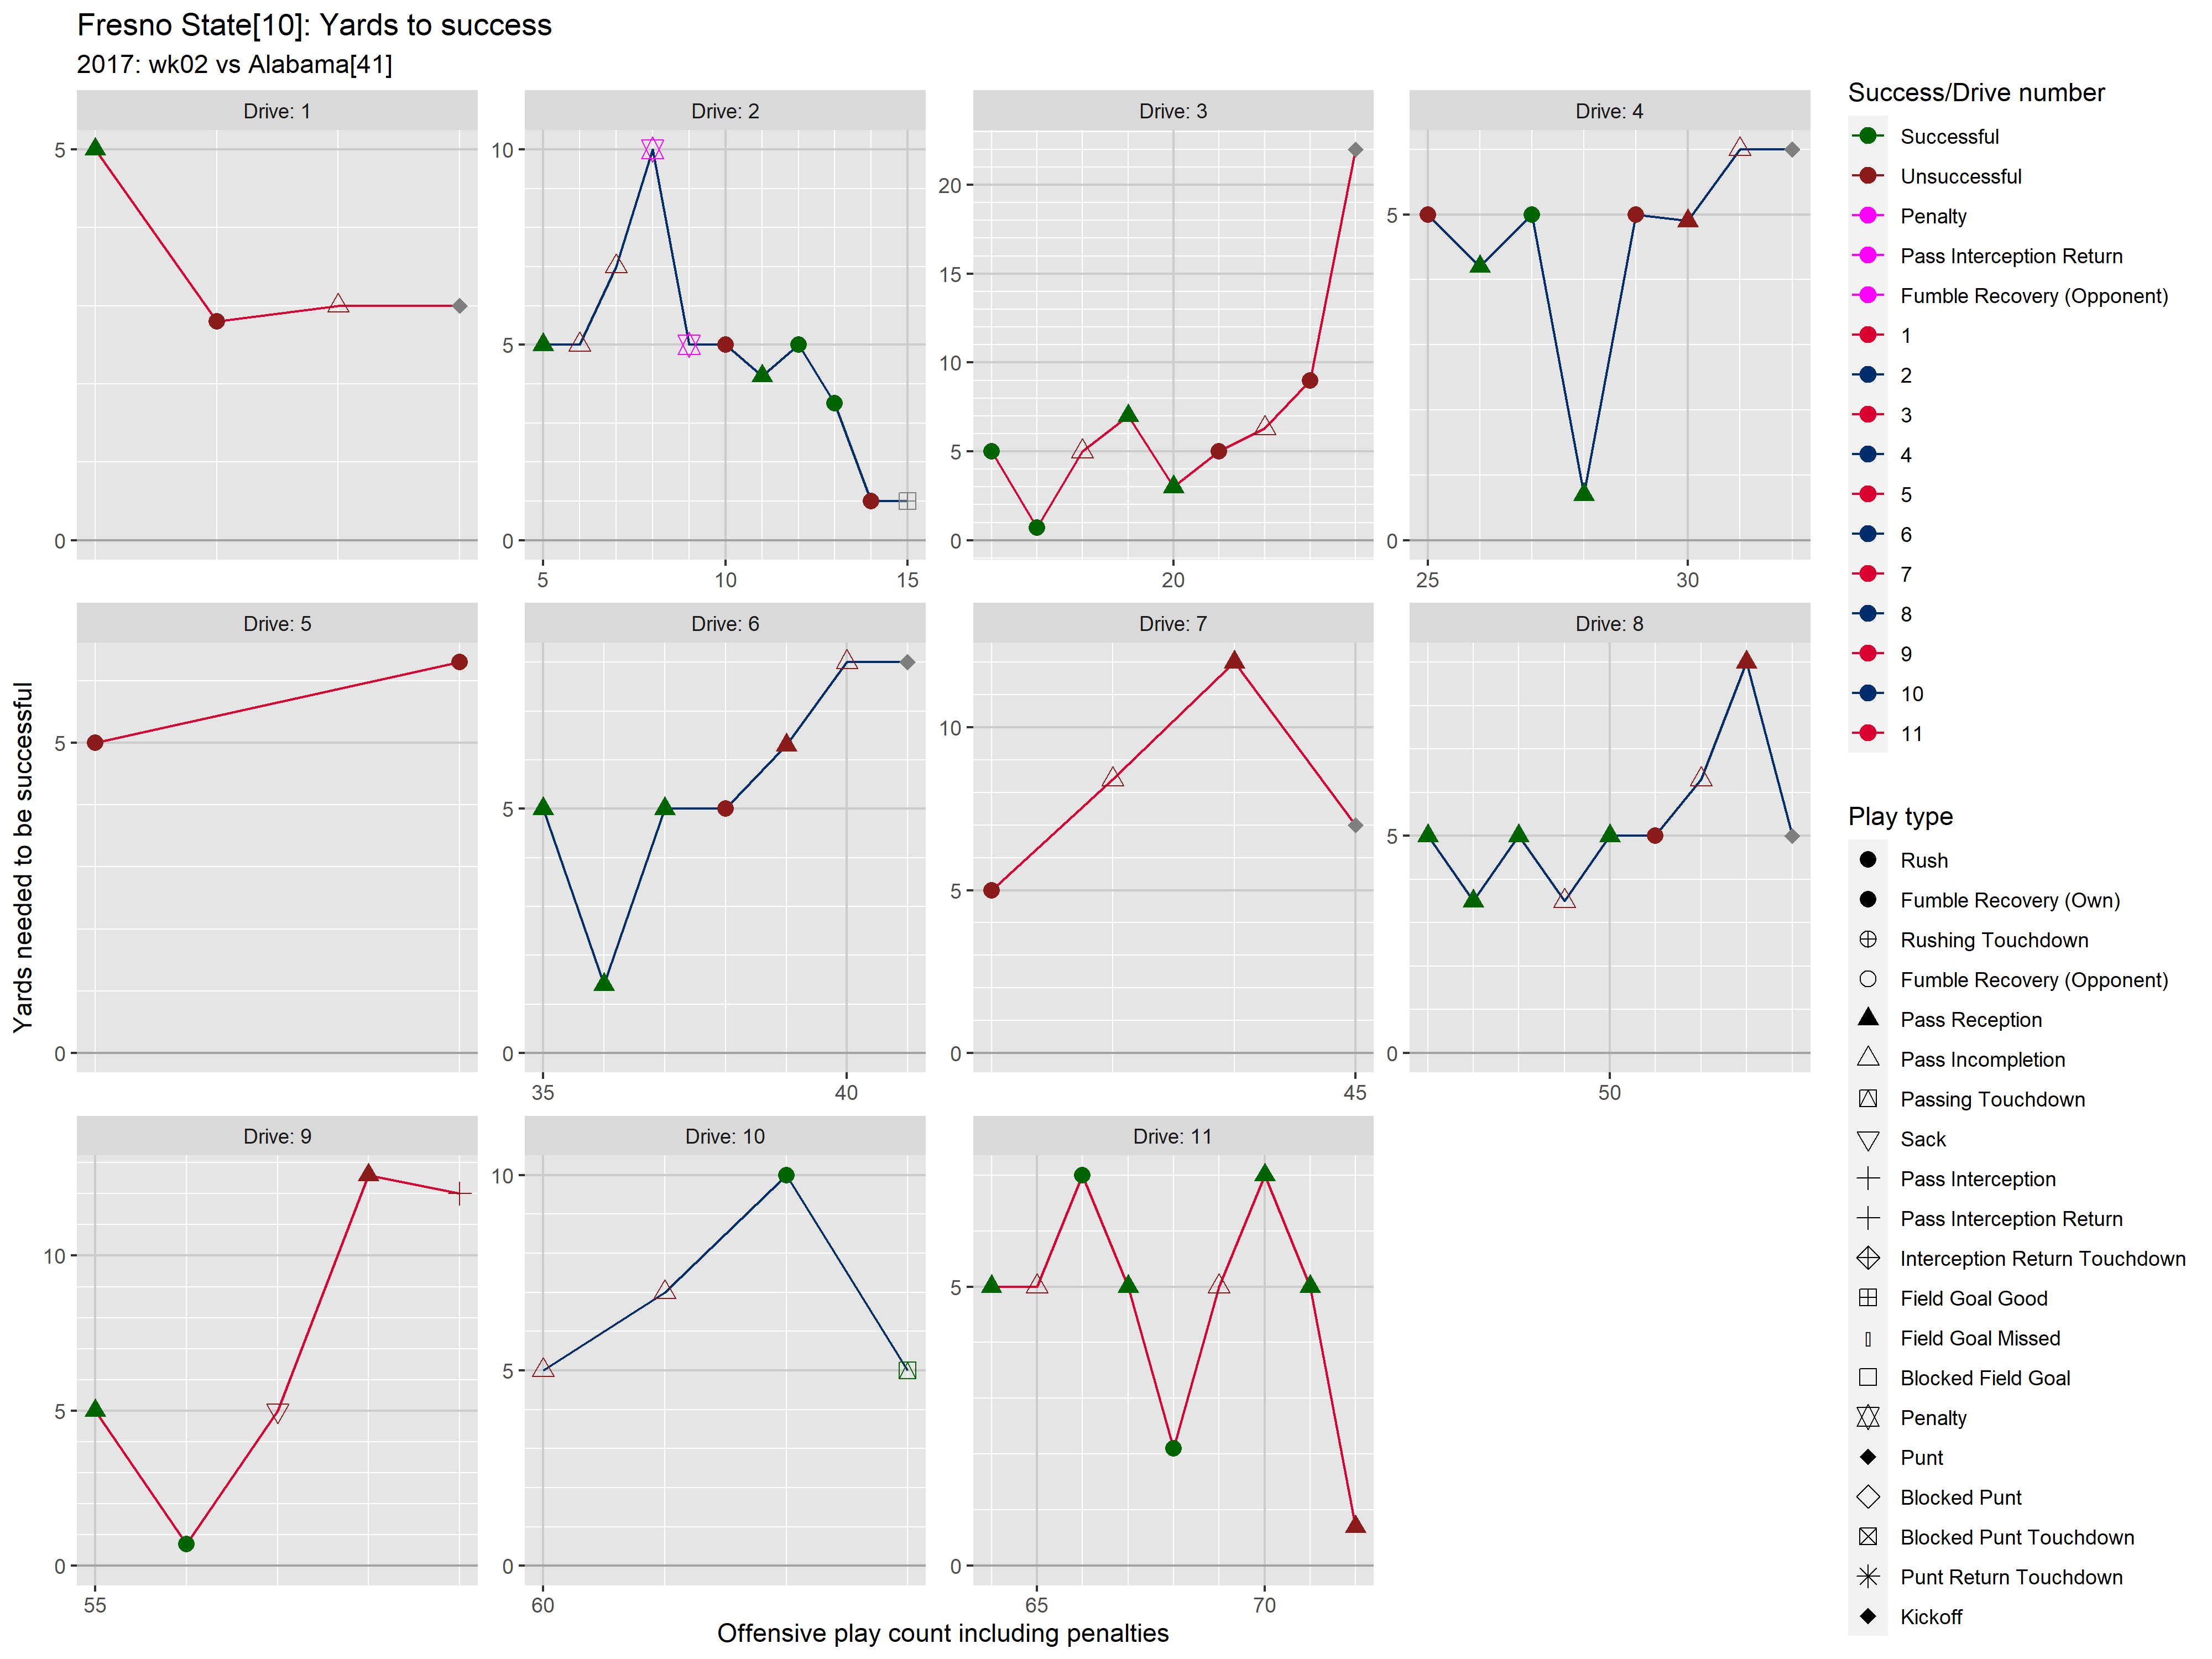 Fresno State[10]: Yards to success
2017: wk02 vs Alabama[41]
Drive: 1
Drive: 2
Drive: 3
Drive: 4
5
0
10
5
0
5
10
15
20
15
10
5
0
20
5
0
25
30
Drive: 5
Drive: 6
Drive: 7
Drive: 8
5
0
5
0
35
40
10
5
0
45
5
0
50
Drive: 9
Drive: 10
Drive: 11
10
5
0
55
10
5
0
60
5
0
65
70
Yards needed to be successful
Offensive play count including penalties
Success/Drive number
Successful
Unsuccessful
Penalty
Pass Interception Return
Fumble Recovery (Opponent)
1
2
3
4
5
6
7
8
9
10
11
Play type
Rush
Fumble Recovery (Own)
Rushing Touchdown
Fumble Recovery (Opponent)
Pass Reception
Pass Incompletion
Passing Touchdown
Sack
Pass Interception
Pass Interception Return
Interception Return Touchdown
Field Goal Good
Field Goal Missed
Blocked Field Goal
Penalty
Punt
Blocked Punt
Blocked Punt Touchdown
Punt Return Touchdown
Kickoff